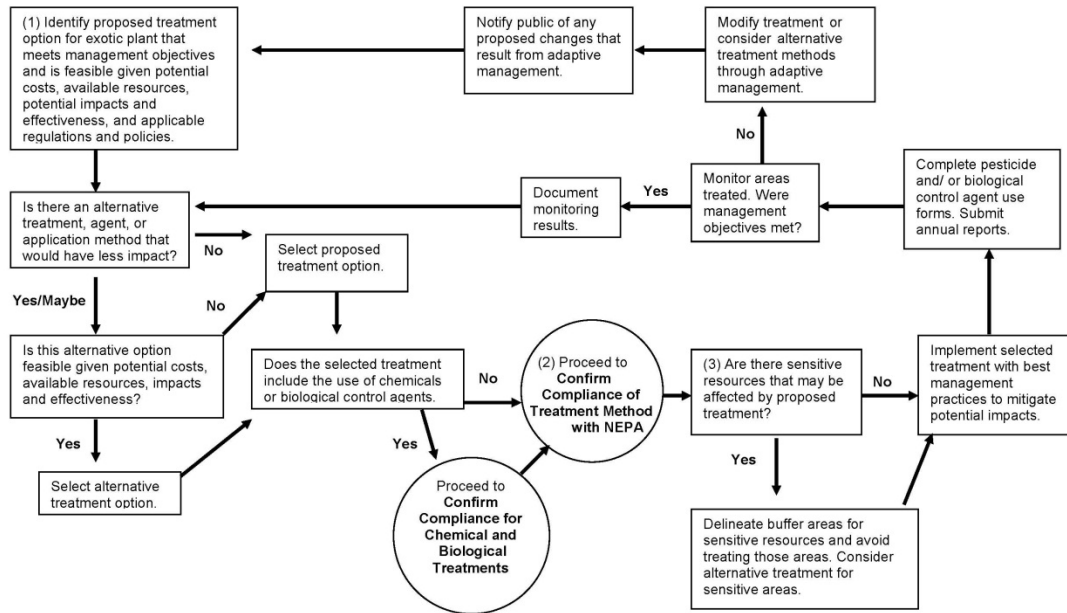 (1) Identify proposed treatment
option for exotic plant that
meets management objectives
and is feasible given potential
costs, available resources,
potential impacts and
effectiveness, and applicable
regulations and policies.
Notify public of any
proposed changes that
result from adaptive
management.
Modify treatment or
consider alternative
treatment methods
through adaptive
management.
No
Is there an alternative
treatment, agent, or
application method that
would have less impact?
No
Document
monitoring
results.
Yes
Monitor areas
treated. Were
management
objectives met?
Complete pesticide
and/ or biological
control agent use
forms. Submit
annual reports.
Select proposed
treatment option.
Yes/Maybe
No
Is this alternative option
feasible given potential costs,
available resources, impacts
and effectiveness?
Yes
Select alternative
treatment option.
Does the selected treatment
include the use of chemicals
or biological control agents.
No
Yes
Proceed to
Confirm
Compliance for
Chemical and
Biological
Treatments
(2) Proceed to
Confirm
Compliance of
Treatment Method
with NEPA
(3) Are there sensitive
resources that may be
affected by proposed
treatment?
No
Yes
Implement selected
treatment with best
management
practices to mitigate
potential impacts.
Delineate buffer areas for
sensitive resources and avoid
treating those areas. Consider
alternative treatment for
sensitive areas.